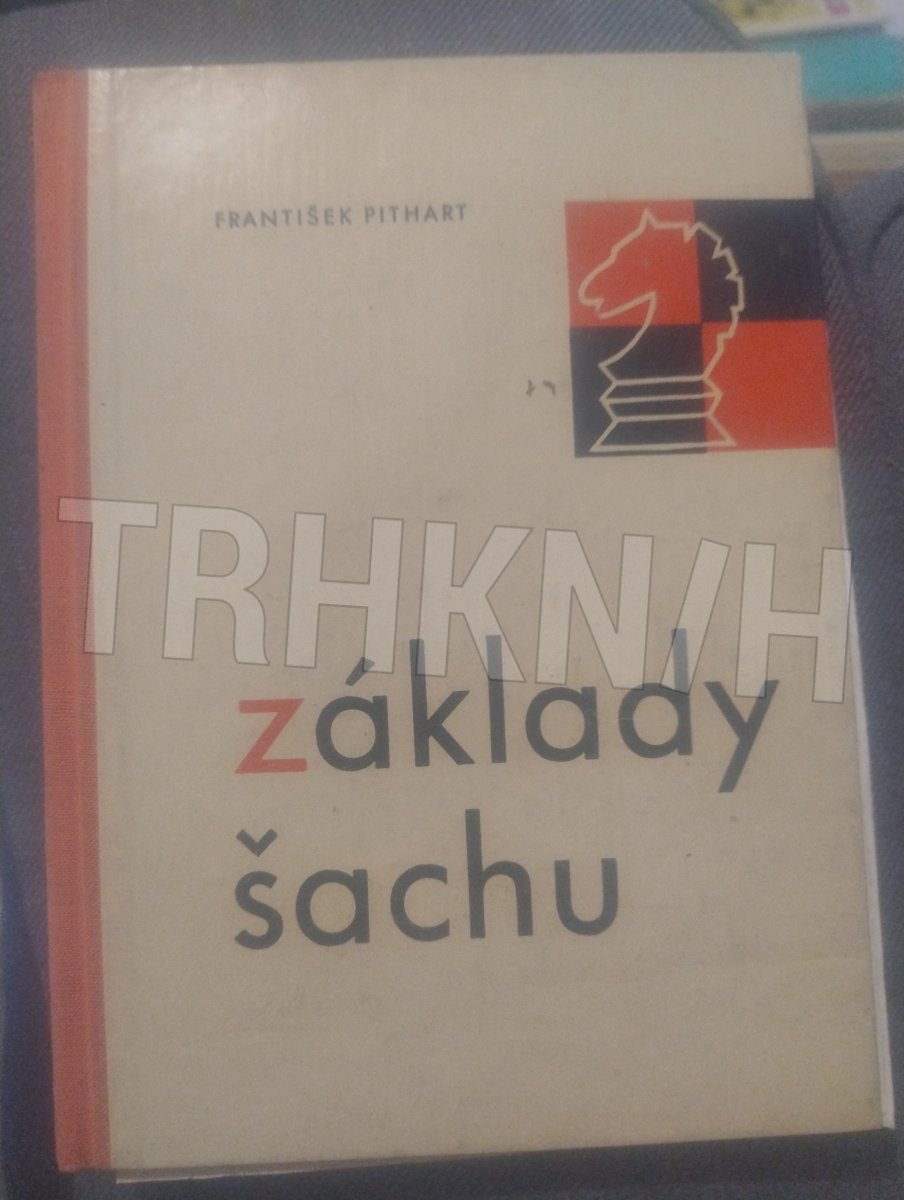 FRANTIŠEK PITHART
TRHKNIH
základy
šachu